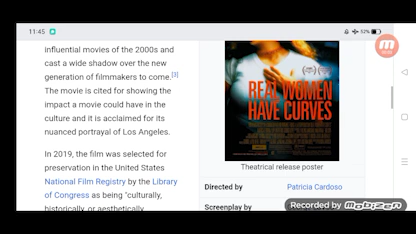 11:45
52%
influential movies of the 2000s and
cast a wide shadow over the new
generation of filmmakers to come.[3]
The movie is cited for showing the
impact a movie could have in the
culture and it is acclaimed for its
nuanced portrayal of Los Angeles.
In 2019, the film was selected for
preservation in the United States
National Film Registry by the Library
of Congress as being "culturally,
historically, or aesthetically
REAL WOMEN
HAVE CURVES
Theatrical release poster
Directed by Patricia Cardoso
Screenplay by
Recorded by Mobizen